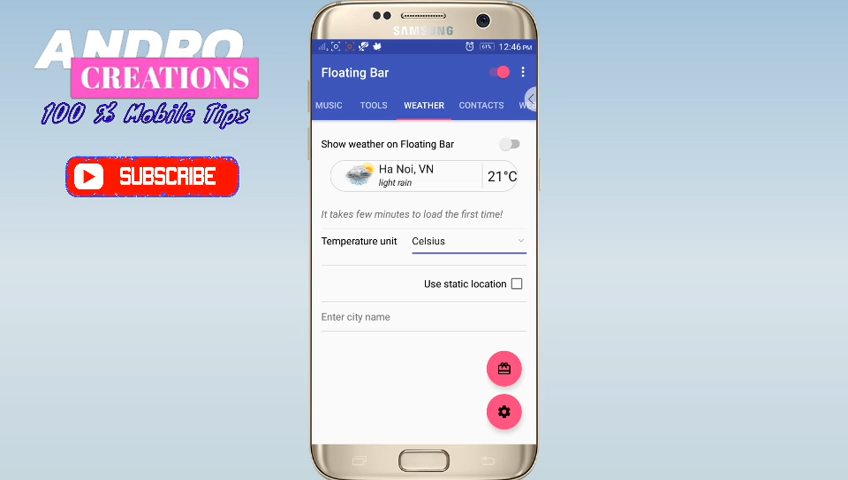 ANDRO
CREATIONS
100 % Mobile Tips
SUBSCRIBE
SAMSUNG
61% 12:46 PM
Floating Bar
MUSIC TOOLS WEATHER CONTACTS
Show weather on Floating Bar
Ha Noi, VN
light rain
21°C
It takes few minutes to load the first time!
Temperature unit Celsius
Use static location
Enter city name